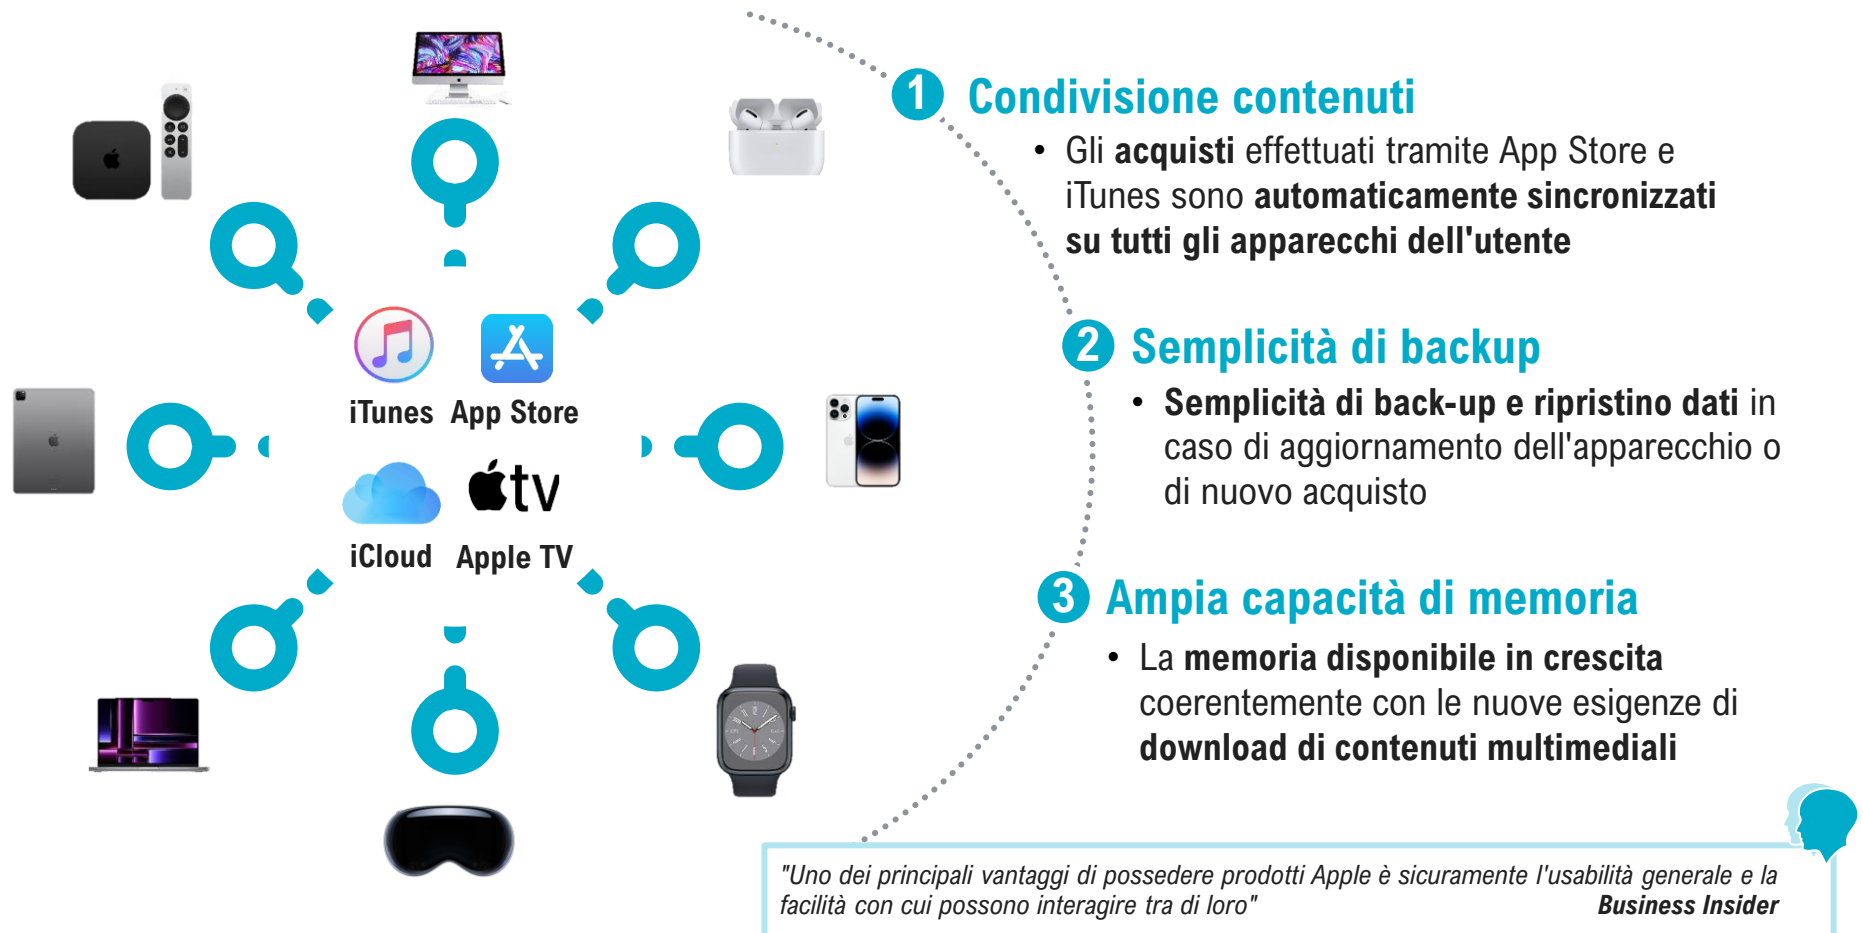 iTunes
App Store
tv
iCloud
Apple TV
1 Condivisione contenuti
• Gli acquisti effettuati tramite App Store e
iTunes sono automaticamente sincronizzati
su tutti gli apparecchi dell'utente
2 Semplicità di backup
• Semplicità di back-up e ripristino dati in
caso di aggiornamento dell'apparecchio o
di nuovo acquisto
3 Ampia capacità di memoria
• La memoria disponibile in crescita
coerentemente con le nuove esigenze di
download di contenuti multimediali
"Uno dei principali vantaggi di possedere prodotti Apple è sicuramente l'usabilità generale e la
facilità con cui possono interagire tra di loro"
Business Insider